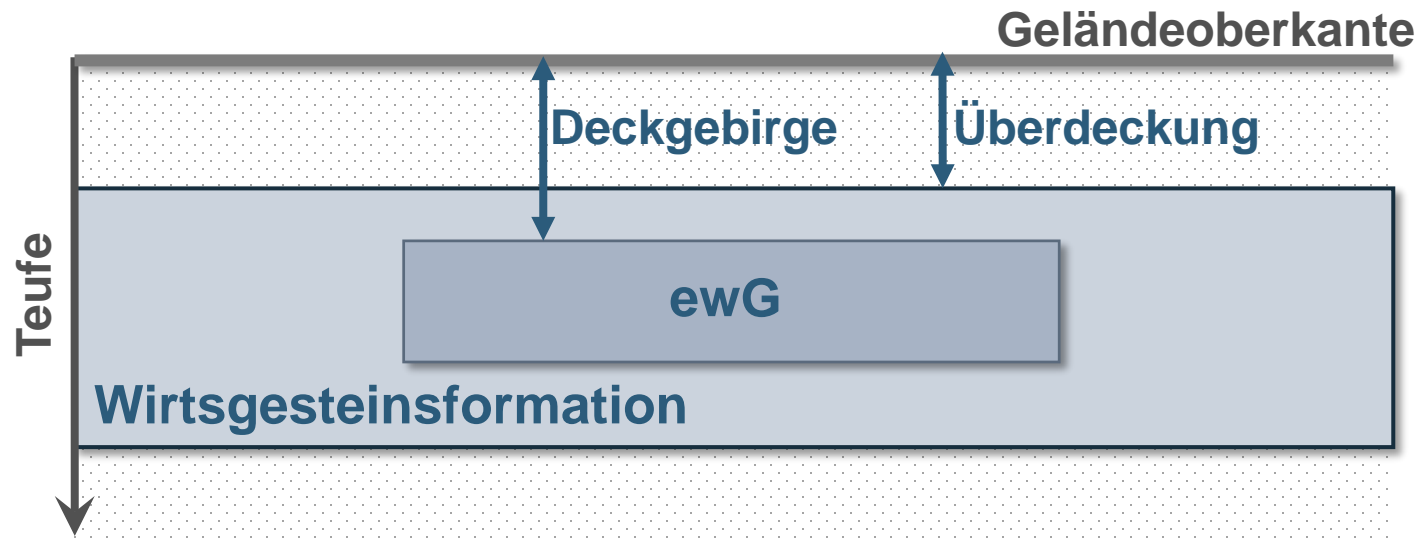 Geländeoberkante
Deckgebirge
Überdeckung
Teufe
ewG
Wirtsgesteinsformation